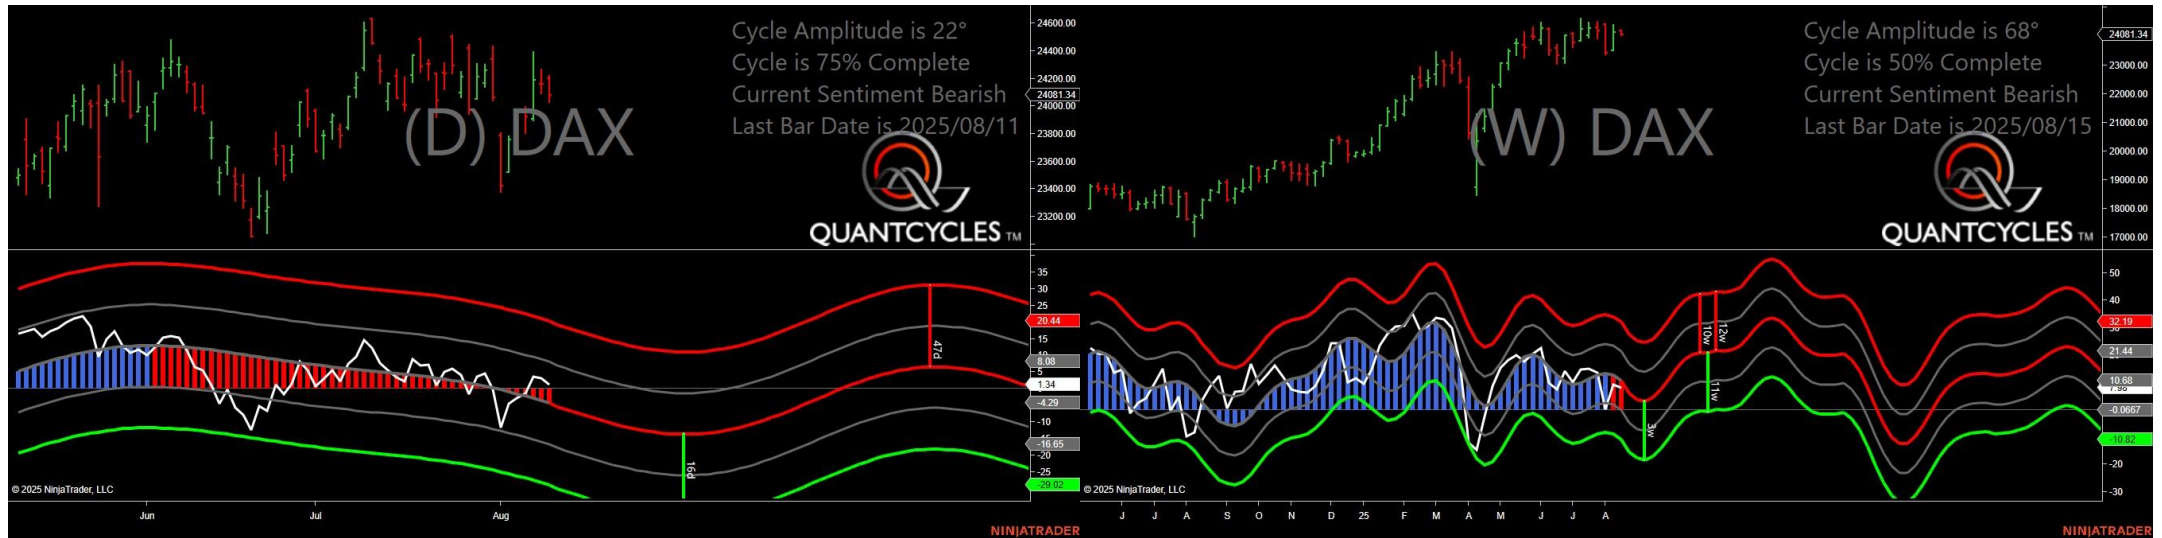 Cycle Amplitude is 22°
Cycle is 75% Complete
Current Sentiment Bearish
Last Bar Date is 2025/08/11
(D) DAX
QUANTCYCLES TM
24600.00
24400.00
24200.00
24081.34
24000.00
23800.00
23600.00
23400.00
23200.00
35
30
25
20.44
15
8.08
5
1.34
-4.29
-10
-16.65
-20
-25
-29.02
47d
16d
© 2025 NinjaTrader, LLC
Jun
Jul
Aug
NINJATRADER
Cycle Amplitude is 68°
Cycle is 50% Complete
Current Sentiment Bearish
Last Bar Date is 2025/08/15
(W) DAX
QUANTCYCLES TM
24081.34
23000.00
22000.00
21000.00
20000.00
19000.00
18000.00
17000.00
50
40
32.19
21.44
10.68
-0.0667
-10.82
-20
-30
10w
12w
11w
3w
© 2025 NinjaTrader, LLC
J J A S O N D 25 F M A M J J A
NINJATRADER